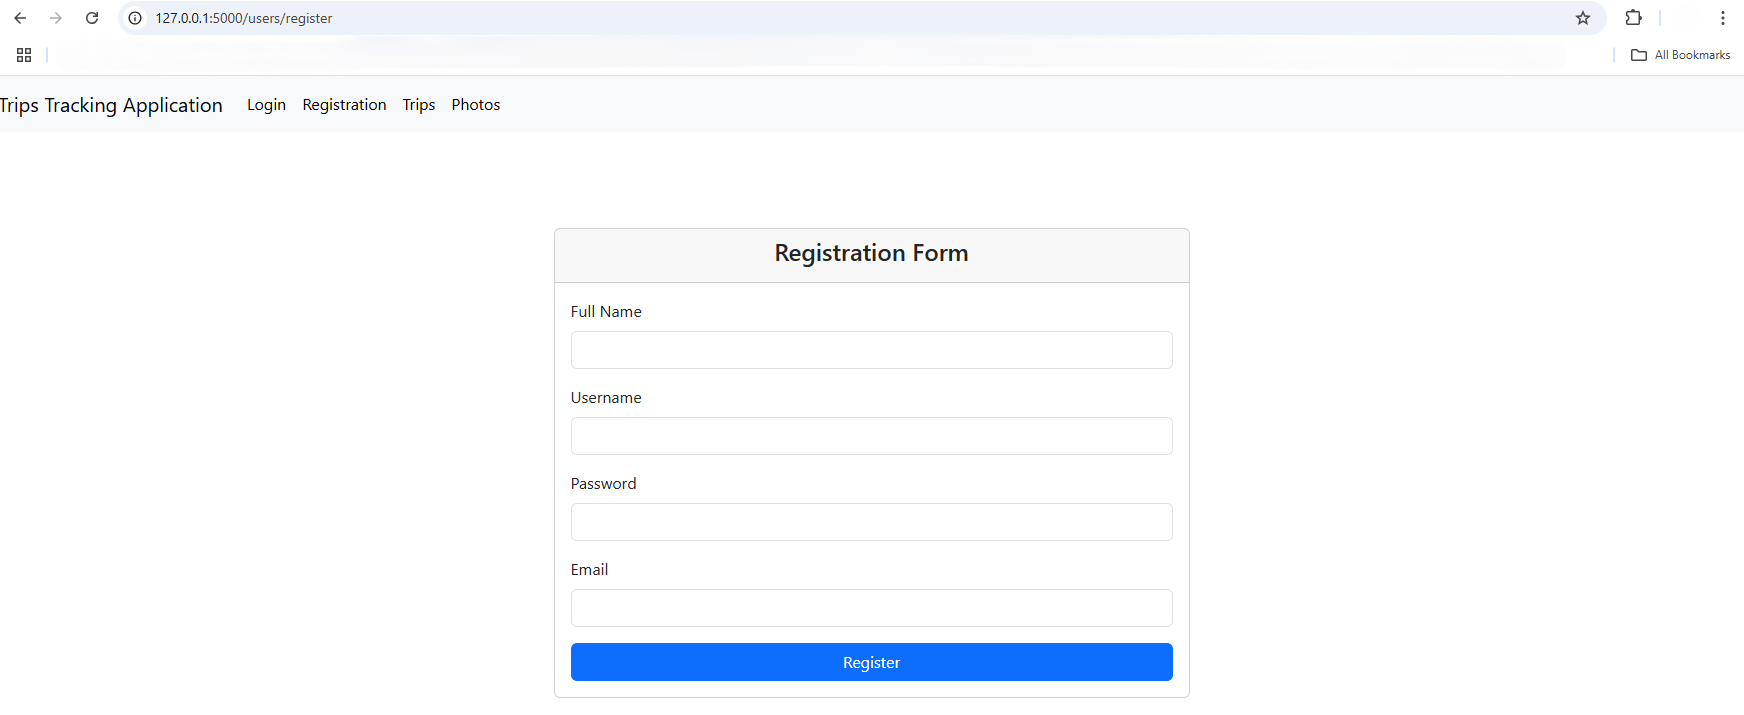 127.0.0.1:5000/users/register
All Bookmarks
Trips Tracking Application Login Registration Trips Photos
Registration Form
Full Name
Username
Password
Email
Register